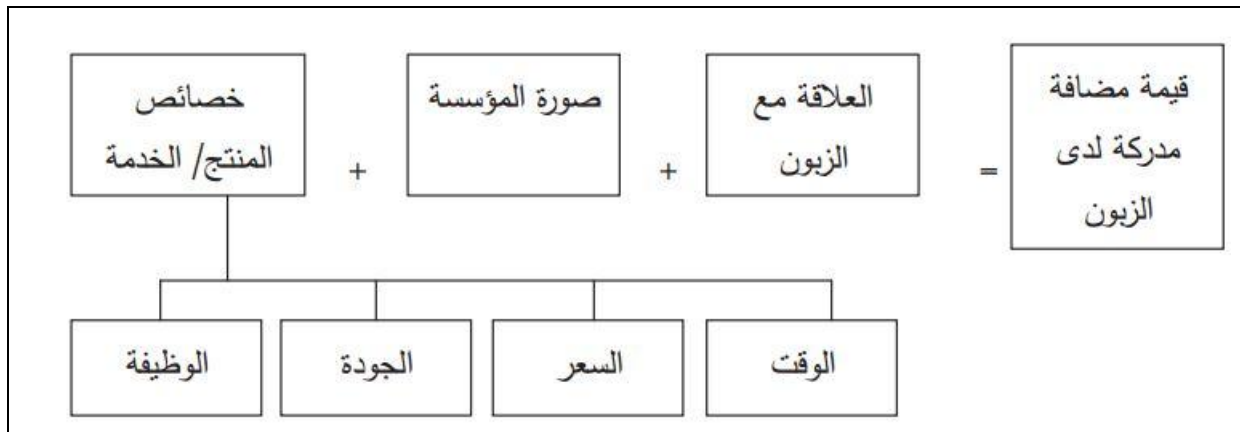 خصائص
المنتج/ الخدمة
+
صورة المؤسسة
+
العلاقة مع
الزبون
=
قيمة مضافة
مدركة لدى
الزبون
الوظيفة
الجودة
السعر
الوقت